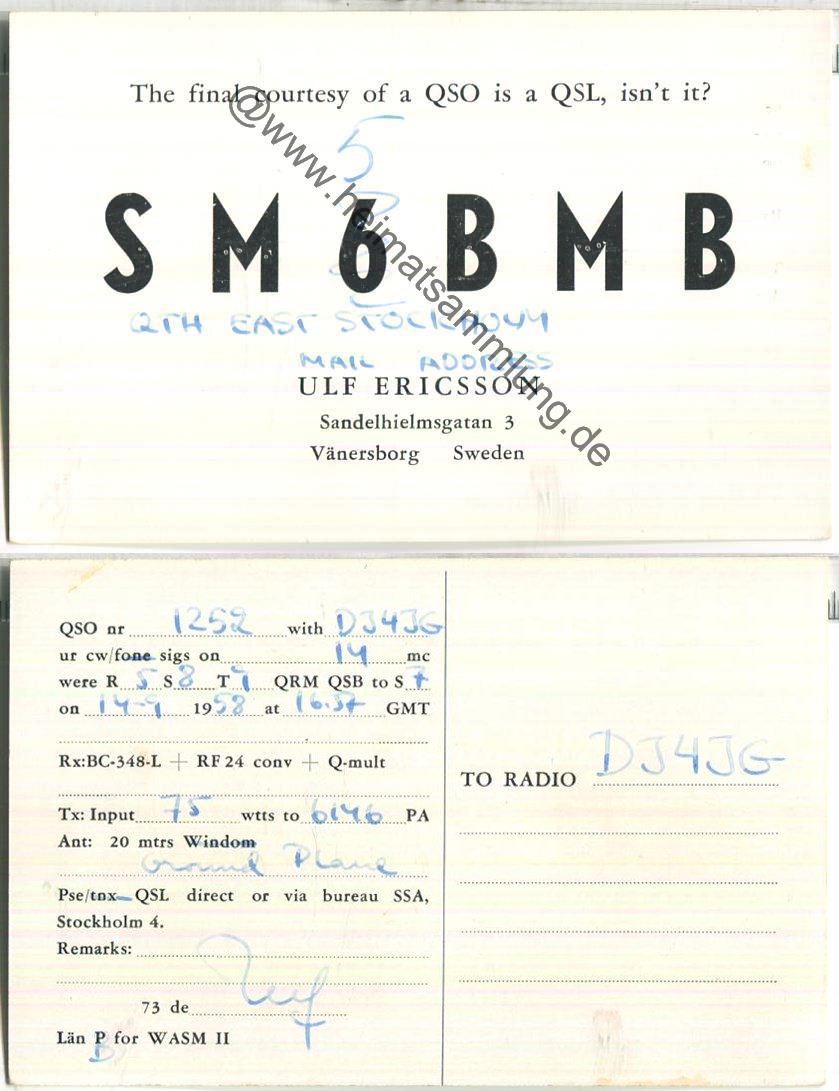 The final courtesy of a QSO is a QSL, isn't it?
5
SM6BMB
QTH EAST STOCKHOLM
MAIL ADDRESS
ULF ERICSSON
Sandelhielmsgatan 3
Vänersborg Sweden
@www.heimatsammlung.de
QSO nr 1252 with DJ4JG
ur cw/fone sigs on 14 mc
were R 5 S 8 T 9 QRM QSB to S 7
on 14-9 1958 at 16.57 GMT
Rx:BC-348-L + RF 24 conv + Q-mult
Tx: Input 75 wtts to 6146 PA
Ant: 20 mtrs Windom
Ground Plane
Pse/tnx QSL direct or via bureau SSA,
Stockholm 4.
Remarks:
73 de Ulf
Län P for WASM II
B
TO RADIO DJ4JG